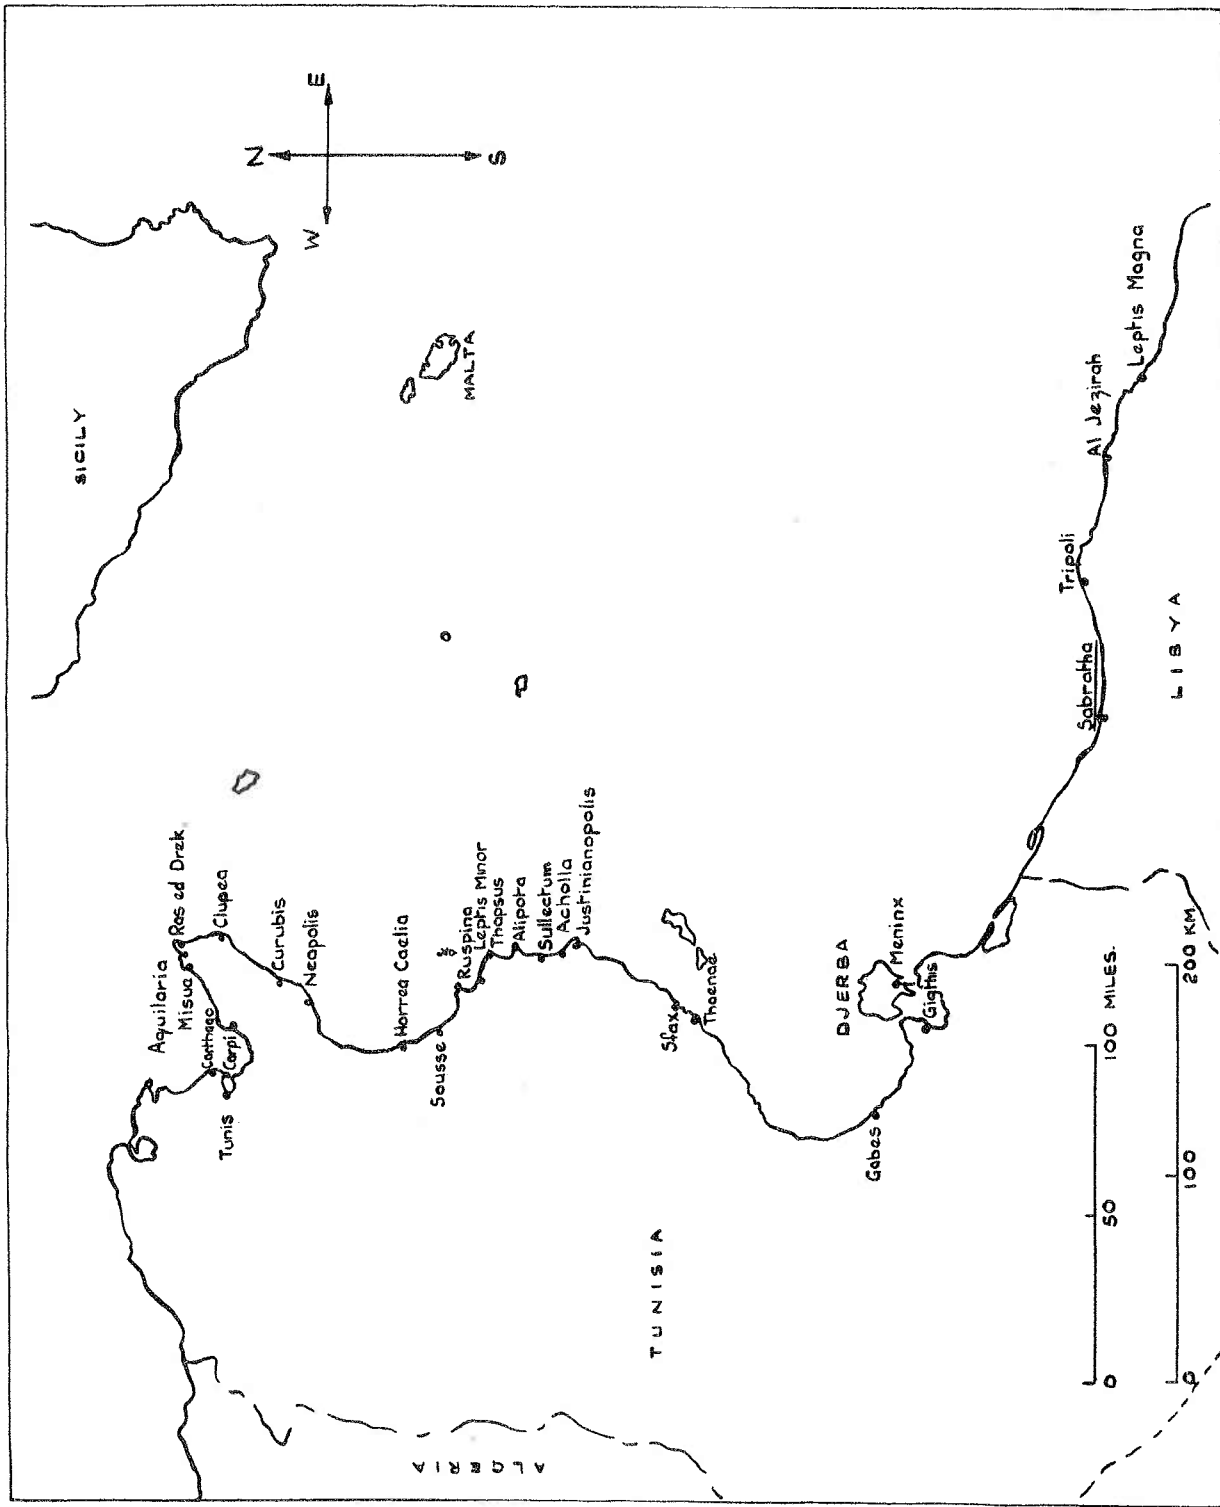 SICILY
N
W
E
S
MALTA
Aquilaria
Misua
Ras ed Drek
Carthago
Carpi
Tunis
Clupea
Curubis
Neapolis
Horrea Caelia
Sousse
Ruspina
Leptis Minor
Thapsus
Alipota
Sullectum
Acholla
Justinianopolis
ALGERIA
TUNISIA
Sfax
Thaenae
DJERBA
Meninx
Gabes
Gigthis
Sabratha
Tripoli
Al Jezirah
Leptis Magna
LIBYA
0 50 100 MILES.
0 100 200 KM